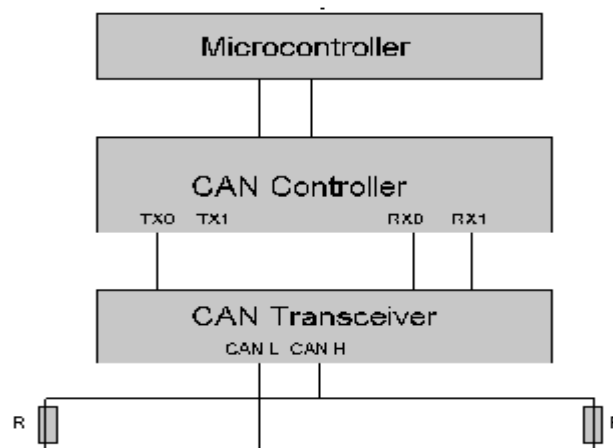 Microcontroller
CAN Controller
TX0 TX1 RX0 RX1
CAN Transceiver
CAN L CAN H
R